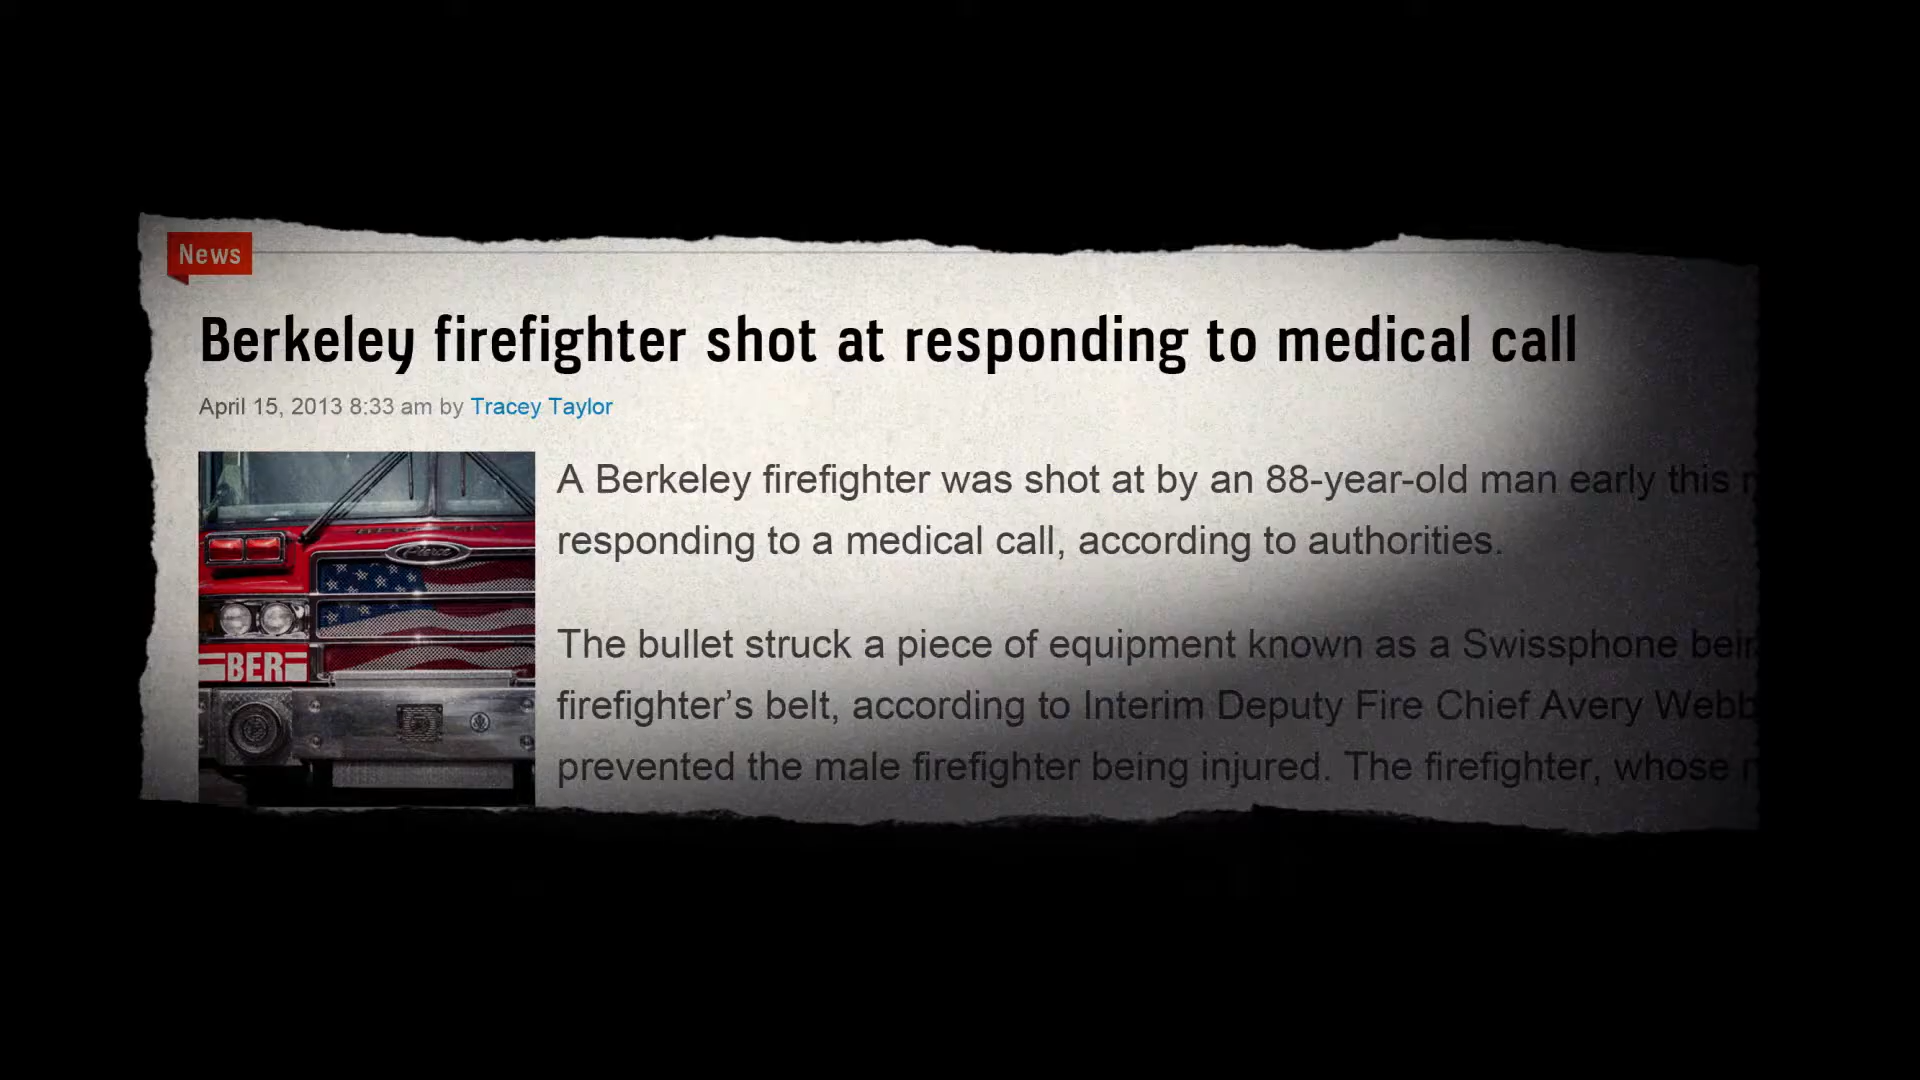 News
Berkeley firefighter shot at responding to medical call
April 15, 2013 8:33 am by Tracey Taylor
A Berkeley firefighter was shot at by an 88-year-old man early this
responding to a medical call, according to authorities.
The bullet struck a piece of equipment known as a Swissphone
firefighter’s belt, according to Interim Deputy Fire Chief Avery Webb
prevented the male firefighter being injured. The firefighter, whose
Pierce
BER